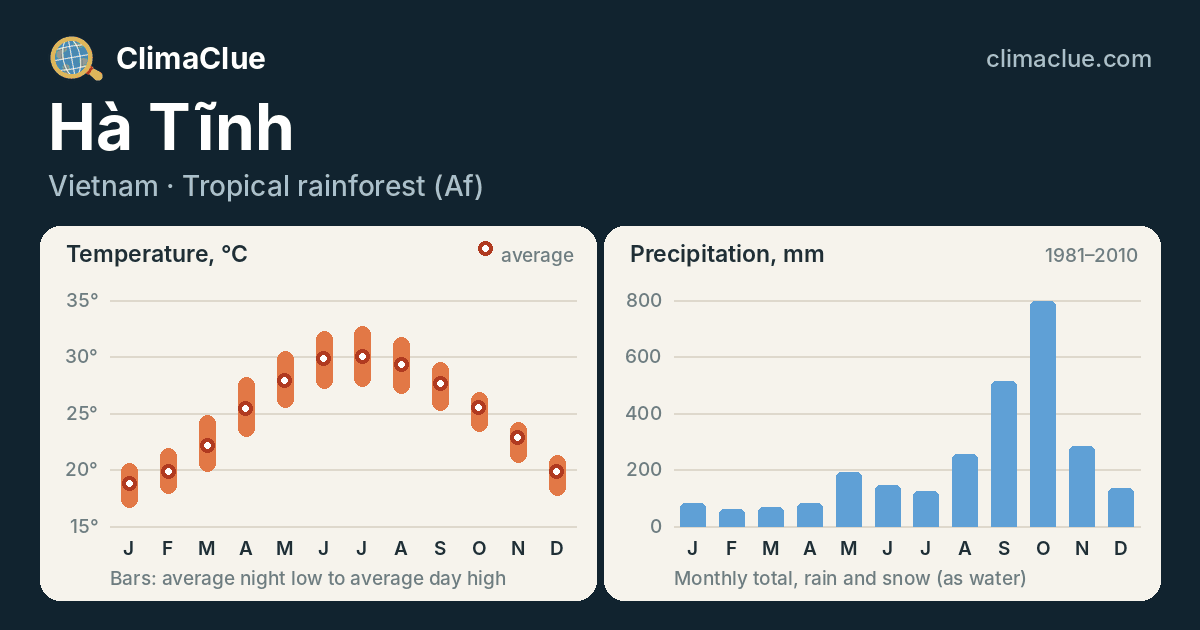 ClimaClue
climaclue.com
Hà Tĩnh
Vietnam · Tropical rainforest (Af)
Temperature, °C
average
35°
30°
25°
20°
15°
J F M A M J J A S O N D
Bars: average night low to average day high
Precipitation, mm
1981–2010
800
600
400
200
0
J F M A M J J A S O N D
Monthly total, rain and snow (as water)